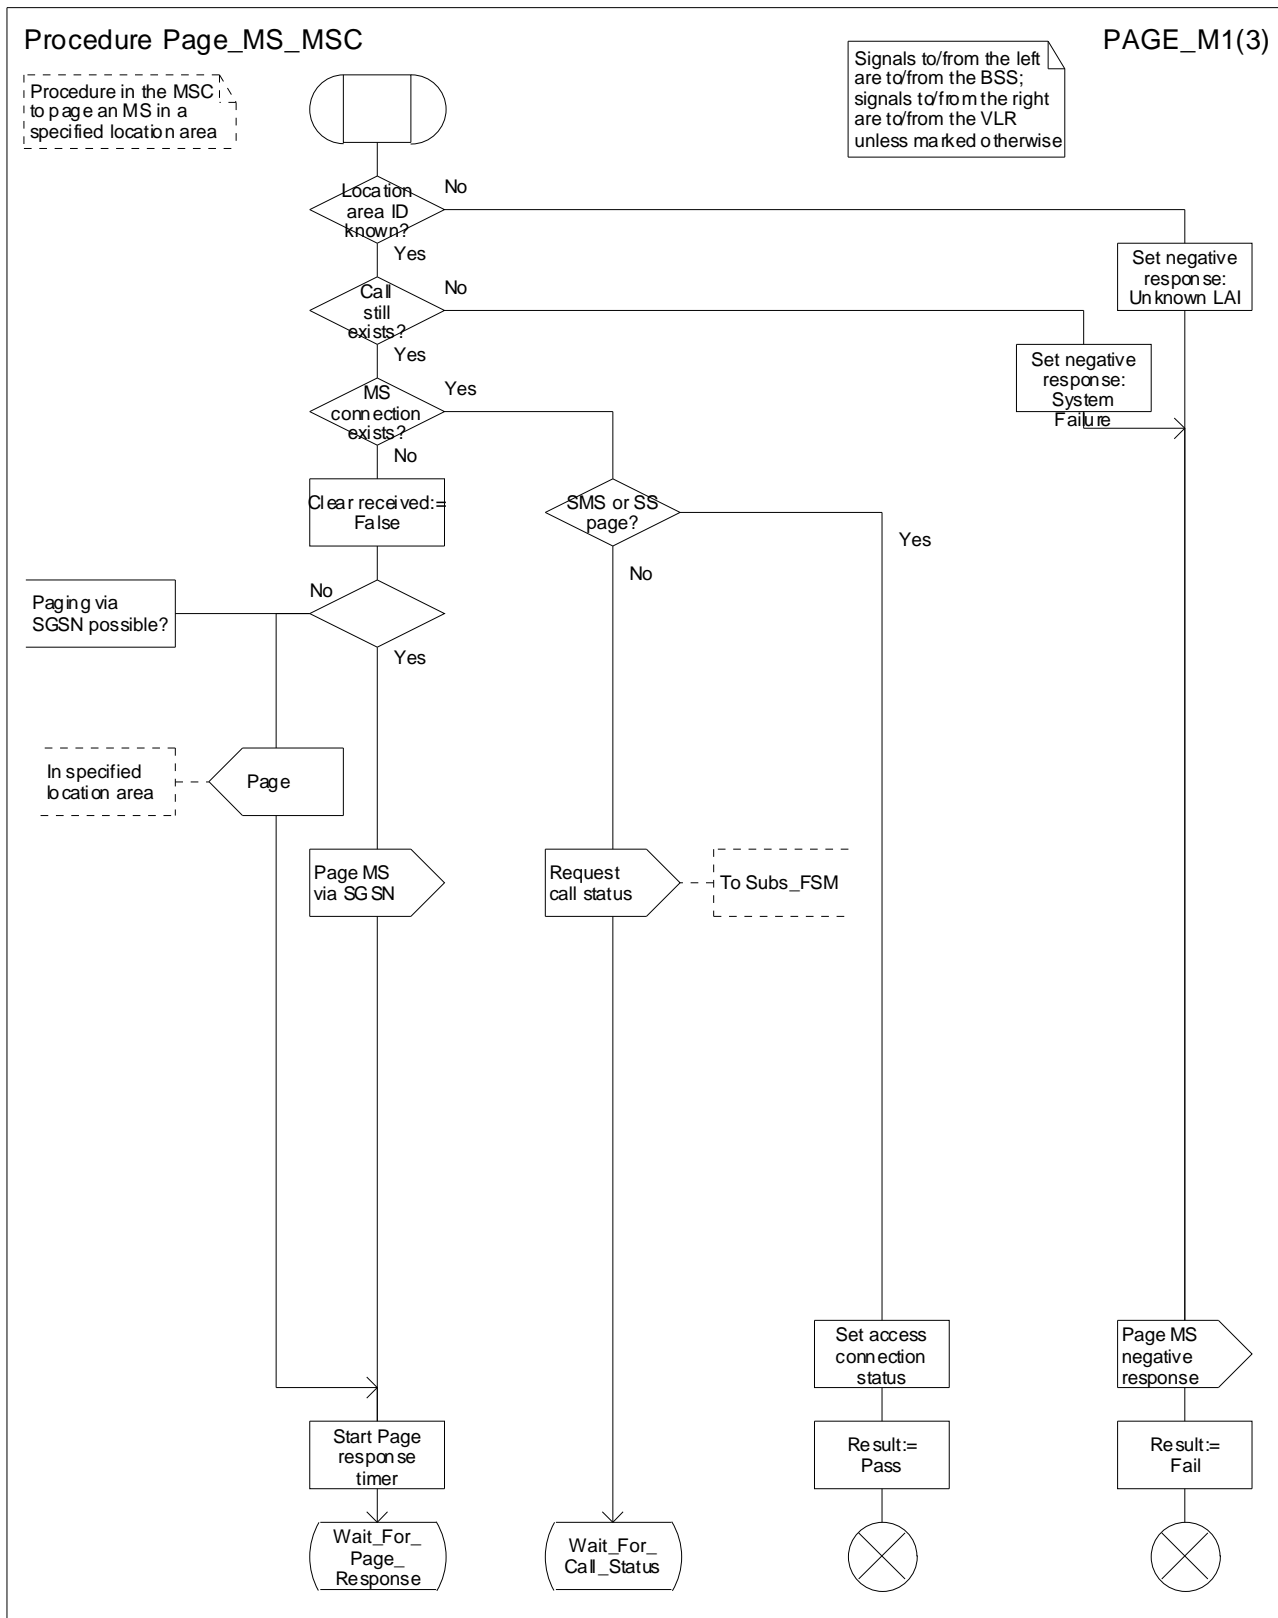 Procedure Page_MS_MSC
PAGE_M1(3)
Procedure in the MSC
to page an MS in a
specified location area
Signals to/from the left
are to/from the BSS;
signals to/from the right
are to/from the VLR
unless marked otherwise
Location
area ID
known?
No
Yes
Set negative
response:
Unknown LAI
Call
still
exists?
No
Yes
Set negative
response:
System
Failure
MS
connection
exists?
Yes
No
Clear received:=
False
SMS or SS
page?
Yes
No
Paging via
SGSN possible?
No
Yes
In specified
location area
Page
Page MS
via SGSN
Request
call status
To Subs_FSM
Set access
connection
status
Page MS
negative
response
Start Page
response
timer
Result:=
Pass
Result:=
Fail
Wait_For_
Page_
Response
Wait_For_
Call_Status